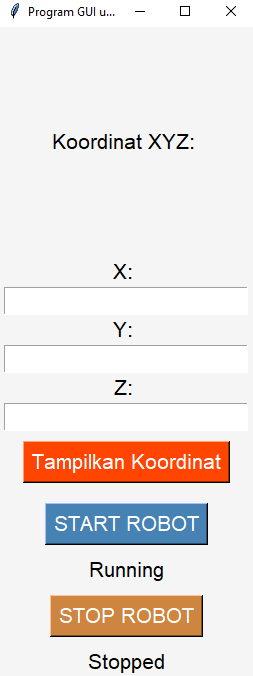 Program GUI u...
Koordinat XYZ:
X:
Y:
Z:
Tampilkan Koordinat
START ROBOT
Running
STOP ROBOT
Stopped